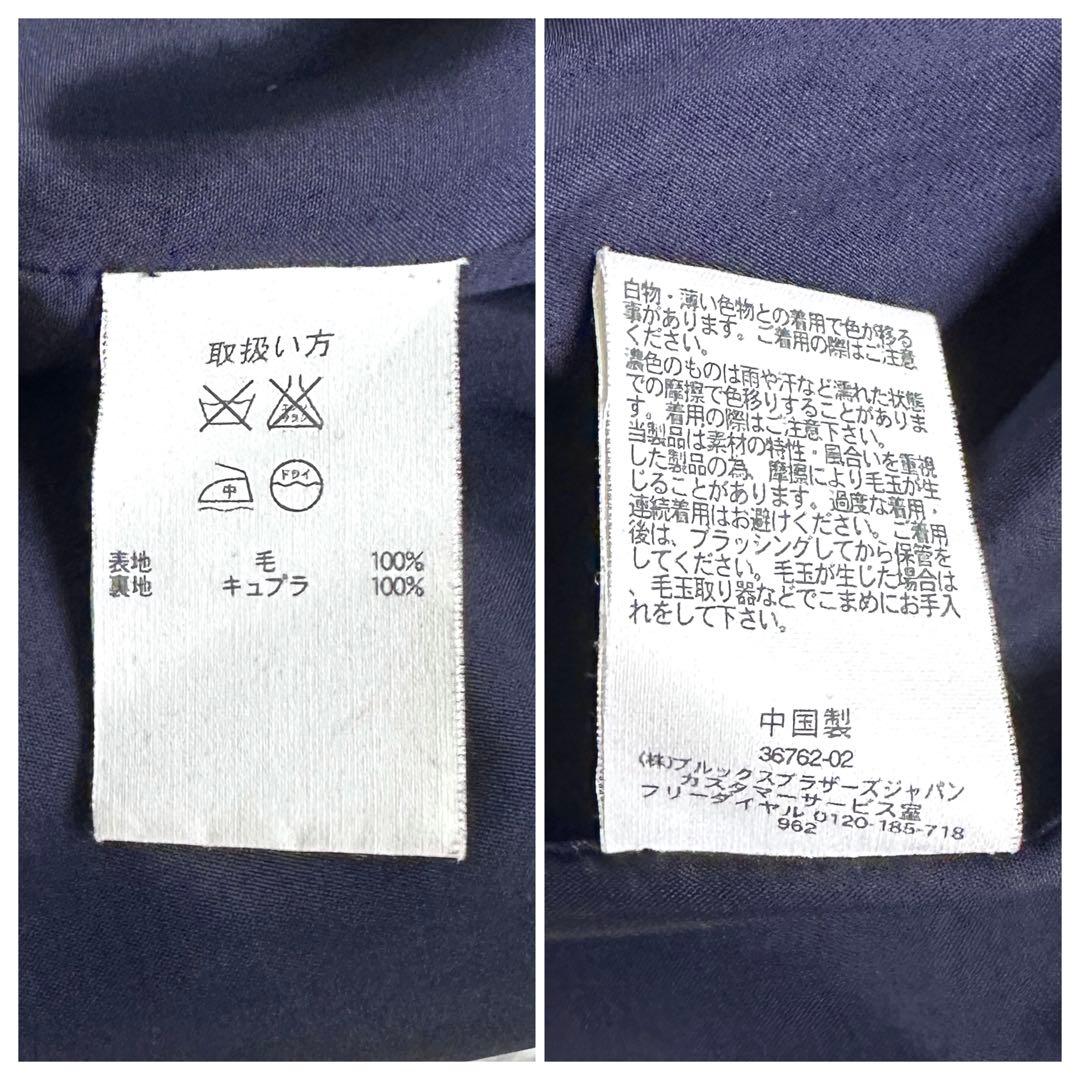 取扱い方
エンソ
サラシ
中
ドライ
表地 毛 100%
裏地 キュプラ 100%
白物・薄い色物との着用で色が移る
事があります。ご着用の際はご注意
ください。
濃色のものは雨や汗など濡れた状態
での摩擦で色移りすることがありま
す。着用の際はご注意下さい。
当製品は素材の特性・風合いを重視
した製品の為、摩擦により毛玉が生
じることがあります。過度な着用・
連続着用はお避けください。ご着用
後は、ブラッシングしてから保管を
してください。毛玉が生じた場合は
、毛玉取り器などでこまめにお手入
れをして下さい。
中国製
36762-02
(株)ブルックスブラザーズジャパン
カスタマーサービス室
フリーダイヤル 0120-185-718
962